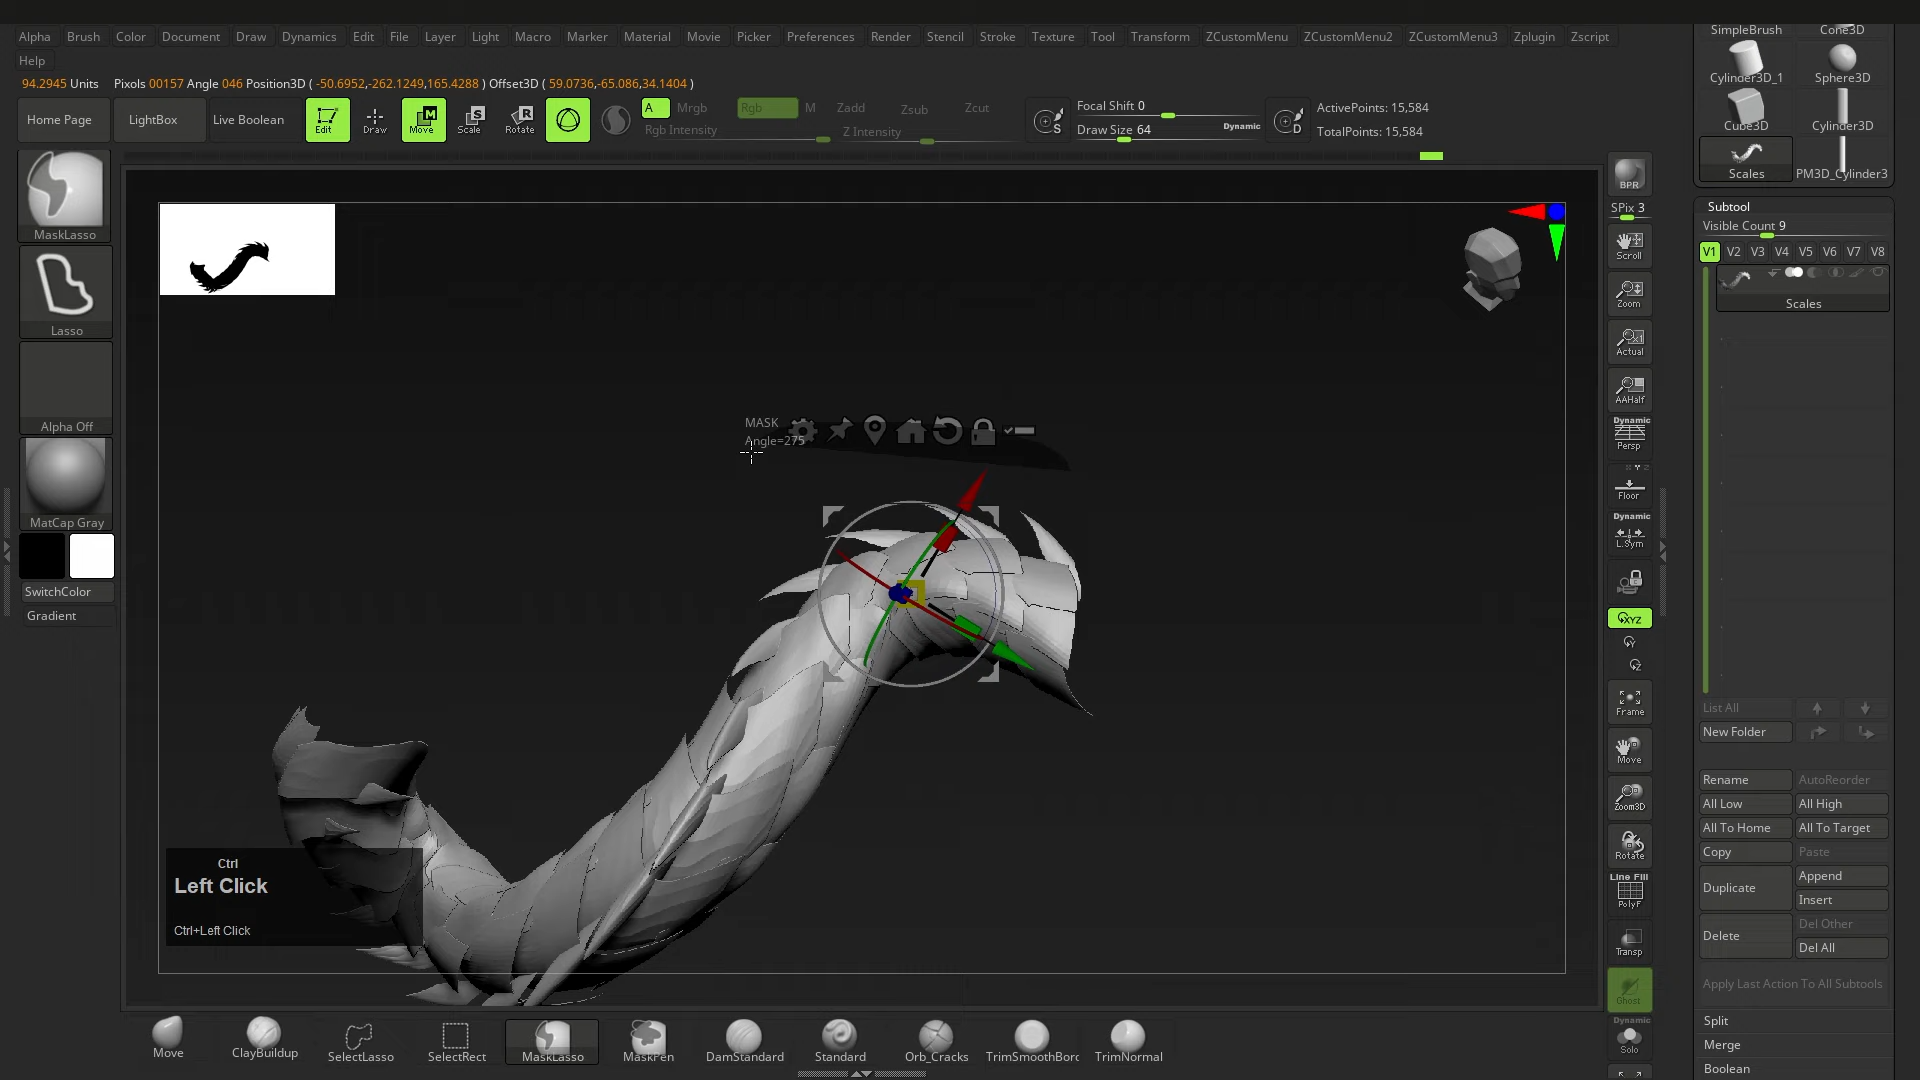 Alpha Brush Color Document Draw Dynamics Edit File Layer Light Macro Marker Material Movie Picker Preferences Render Stencil Stroke Texture Tool Transform ZCustomMenu ZCustomMenu2 ZCustomMenu3 Zplugin Zscript
Help
94.2945 Units Pixols 00157 Angle 046 Position3D ( -50.6952,-262.1249,165.4288 ) Offset3D ( 59.0736,-65.086,34.1404 )
Home Page
LightBox
Live Boolean
Edit
Draw
Move
Scale
Rotate
A
Mrgb
Rgb
M
Zadd
Zsub
Zcut
Rgb Intensity
Z Intensity
Focal Shift 0
Draw Size 64
Dynamic
S
D
ActivePoints: 15,584
TotalPoints: 15,584
MaskLasso
Lasso
Alpha Off
MatCap Gray
SwitchColor
Gradient
MASK
Angle=275
Ctrl
Left Click
Ctrl+Left Click
Move
ClayBuildup
SelectLasso
SelectRect
MaskLasso
MaskPen
DamStandard
Standard
Orb_Cracks
TrimSmoothBorc
TrimNormal
BPR
SPix 3
Scroll
Zoom
Actual
AAHalf
Dynamic
Persp
Floor
Dynamic
L.Sym
XYZ
Y
Z
Frame
Move
Zoom3D
Rotate
Line Fill
PolyF
Transp
Ghost
Dynamic
Solo
SimpleBrush
Cone3D
Cylinder3D_1
Sphere3D
Cube3D
Cylinder3D
Scales
PM3D_Cylinder3
Subtool
Visible Count 9
V1 V2 V3 V4 V5 V6 V7 V8
Scales
List All
New Folder
Rename
AutoReorder
All Low
All High
All To Home
All To Target
Copy
Paste
Duplicate
Append
Insert
Delete
Del Other
Del All
Apply Last Action To All Subtools
Split
Merge
Boolean